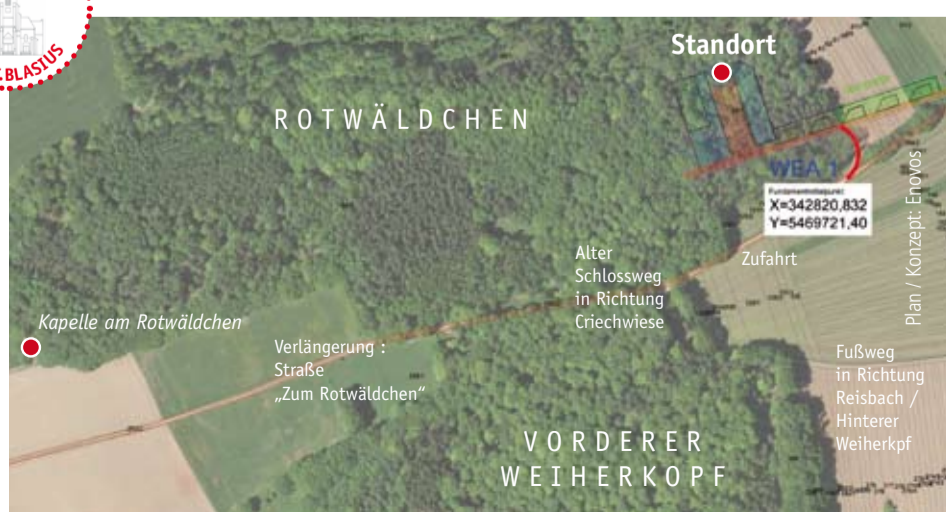 BLASIUS
Standort
ROTWÄLDCHEN
WEA 1
Fundamentmittelpunkt:
X=342820,832
Y=5469721,40
Plan / Konzept: Enovos
Alter
Schlossweg
in Richtung
Criechwiese
Zufahrt
Kapelle am Rotwäldchen
Verlängerung :
Straße
„Zum Rotwäldchen“
Fußweg
in Richtung
Reisbach /
Hinterer
Weiherkpf
VORDERER
WEIHERKOPF